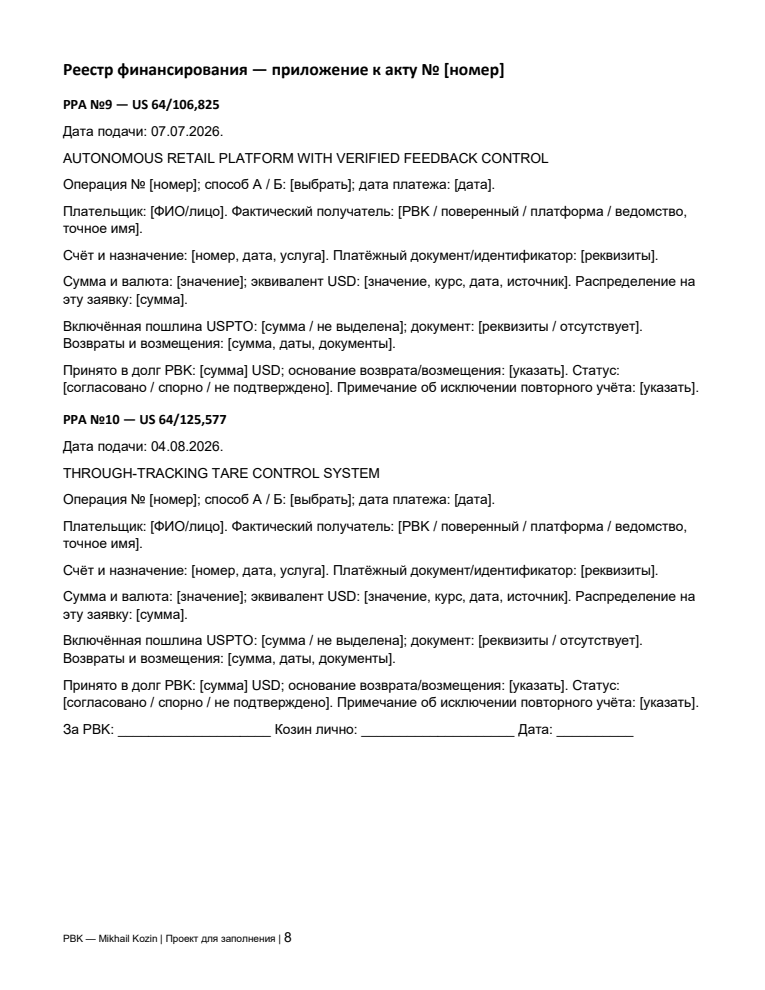 Реестр финансирования — приложение к акту № [номер]
PPA №9 — US 64/106,825
Дата подачи: 07.07.2026.
AUTONOMOUS RETAIL PLATFORM WITH VERIFIED FEEDBACK CONTROL
Операция № [номер]; способ А / Б: [выбрать]; дата платежа: [дата].
Плательщик: [ФИО/лицо]. Фактический получатель: [PBK / поверенный / платформа / ведомство,
точное имя].
Счёт и назначение: [номер, дата, услуга]. Платёжный документ/идентификатор: [реквизиты].
Сумма и валюта: [значение]; эквивалент USD: [значение, курс, дата, источник]. Распределение на
эту заявку: [сумма].
Включённая пошлина USPTO: [сумма / не выделена]; документ: [реквизиты / отсутствует].
Возвраты и возмещения: [сумма, даты, документы].
Принято в долг PBK: [сумма] USD; основание возврата/возмещения: [указать]. Статус:
[согласовано / спорно / не подтверждено]. Примечание об исключении повторного учёта: [указать].
PPA №10 — US 64/125,577
Дата подачи: 04.08.2026.
THROUGH-TRACKING TARE CONTROL SYSTEM
Операция № [номер]; способ А / Б: [выбрать]; дата платежа: [дата].
Плательщик: [ФИО/лицо]. Фактический получатель: [PBK / поверенный / платформа / ведомство,
точное имя].
Счёт и назначение: [номер, дата, услуга]. Платёжный документ/идентификатор: [реквизиты].
Сумма и валюта: [значение]; эквивалент USD: [значение, курс, дата, источник]. Распределение на
эту заявку: [сумма].
Включённая пошлина USPTO: [сумма / не выделена]; документ: [реквизиты / отсутствует].
Возвраты и возмещения: [сумма, даты, документы].
Принято в долг PBK: [сумма] USD; основание возврата/возмещения: [указать]. Статус:
[согласовано / спорно / не подтверждено]. Примечание об исключении повторного учёта: [указать].
За PBK: ____________________ Козин лично: ____________________ Дата: __________
PBK — Mikhail Kozin | Проект для заполнения | 8